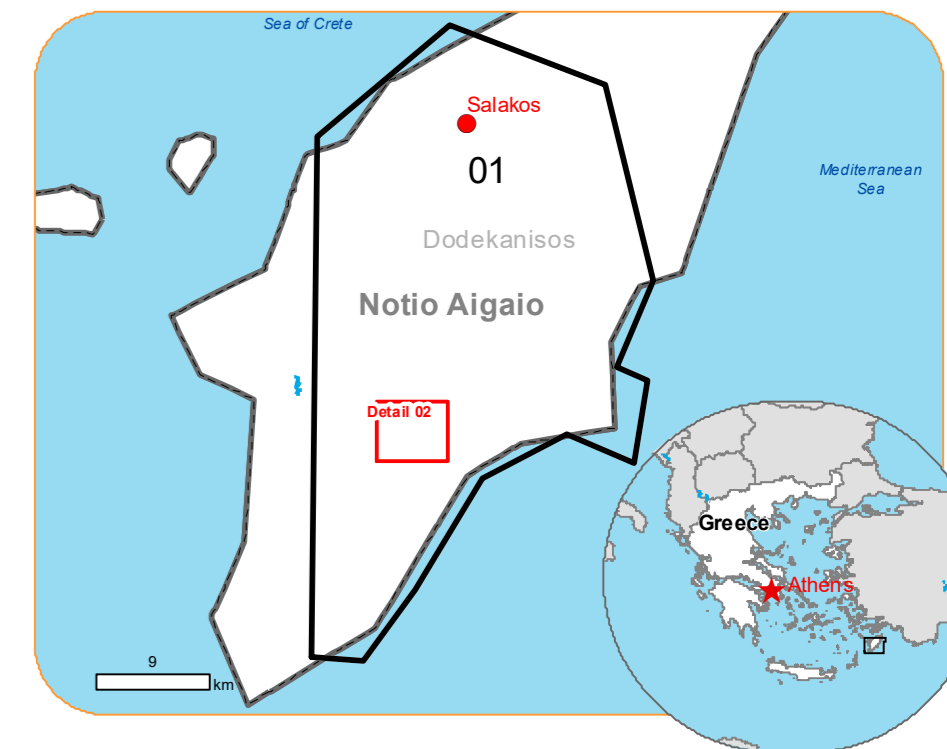 Sea of Crete
Salakos
01
Mediterranean
Sea
Dodekanisos
Notio Aigaio
Detail 02
Greece
Athens
9
km